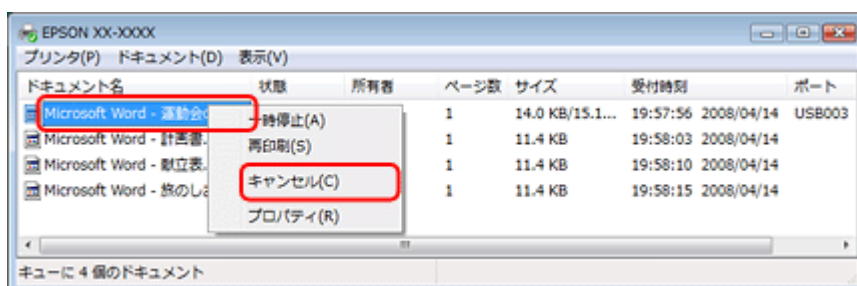 EPSON XX-XXXX
プリンタ(P) ドキュメント(D) 表示(V)
ドキュメント名 状態 所有者 ページ数 サイズ 受付時刻 ポート
Microsoft Word - 運動会 1 14.0 KB/15.1... 19:57:56 2008/04/14 USB003
Microsoft Word - 計画書. 1 11.4 KB 19:58:03 2008/04/14
Microsoft Word - 献立表. 1 11.4 KB 19:58:10 2008/04/14
Microsoft Word - 旅のし 1 11.4 KB 19:58:15 2008/04/14
一時停止(A)
再印刷(S)
キャンセル(C)
プロパティ(R)
キューに 4 個のドキュメント